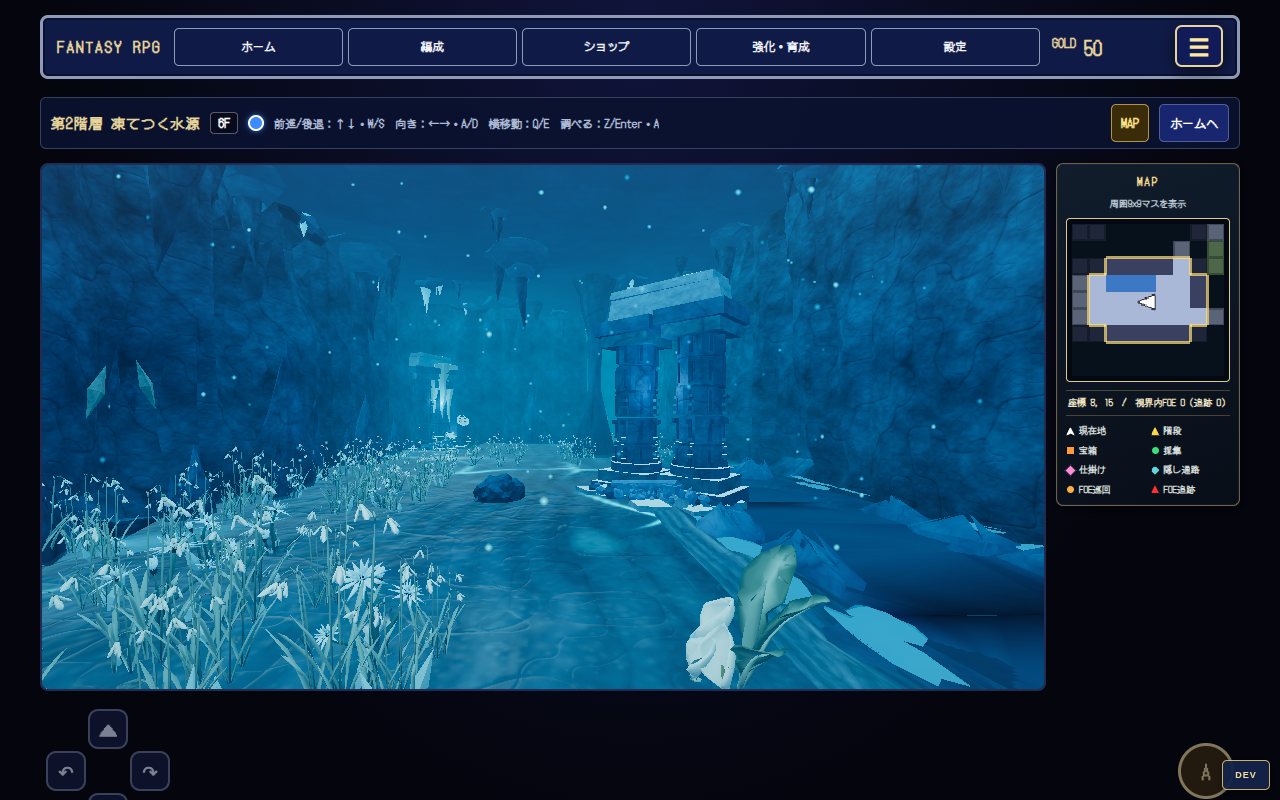 FANTASY RPG
ホーム
編成
ショップ
強化・育成
設定
GOLD 50
第2階層 凍てつく水源
6F
前進/後退：↑↓・W/S 向き：←→・A/D 横移動：Q/E 調べる：Z/Enter・A
MAP
ホームへ
MAP
周囲9x9マスを表示
座標 8, 15 / 視界内FOE 0 (追跡 0)
現在地
階段
宝箱
採集
仕掛け
隠し通路
FOE巡回
FOE追跡
A
DEV